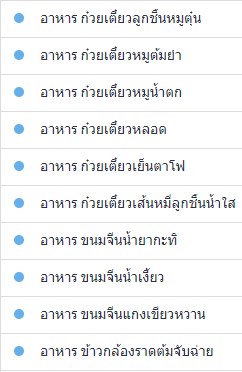 อาหาร ก๋วยเตี๋ยวลูกชิ้นหมูตุ๋น
อาหาร ก๋วยเตี๋ยวหมูต้มยำ
อาหาร ก๋วยเตี๋ยวหมูน้ำตก
อาหาร ก๋วยเตี๋ยวหลอด
อาหาร ก๋วยเตี๋ยวเย็นตาโฟ
อาหาร ก๋วยเตี๋ยวเส้นหมี่ลูกชิ้นน้ำใส
อาหาร ขนมจีนน้ำยากะทิ
อาหาร ขนมจีนน้ำเงี้ยว
อาหาร ขนมจีนแกงเขียวหวาน
อาหาร ข้าวกล้องราดต้มจับฉ่าย